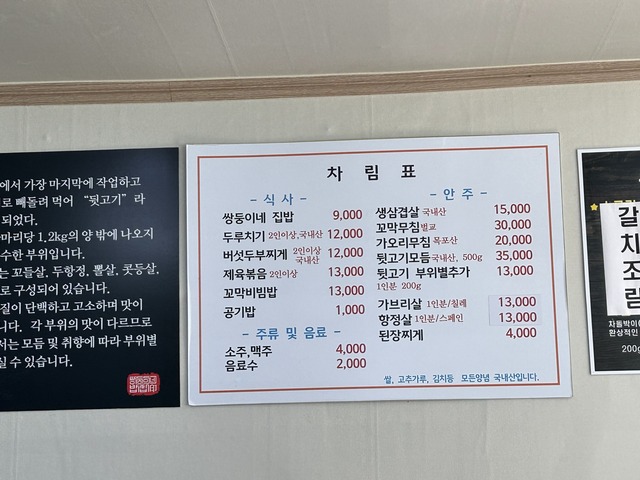 에서 가장 마지막에 작업하고
로 빼돌려 먹어 “뒷고기” 라
되었다.
마리당 1.2kg의 양 밖에 나오지
수한 부위입니다.
는 꼬들살, 두항정, 뽈살, 콧등살,
로 구성되어 있습니다.
질이 단백하고 고소하며 맛이
니다. 각 부위의 맛이 다르므로
서는 모듬 및 취향에 따라 부위별
실 수 있습니다.
차 림 표
- 식 사 -
쌍둥이네 집밥 9,000
두루치기 2인이상,국내산 12,000
버섯두부찌게 2인이상 국내산 12,000
제육볶음 2인이상 13,000
꼬막비빔밥 13,000
공기밥 1,000
- 주류 및 음료 -
소주,맥주 4,000
음료수 2,000
- 안 주 -
생삼겹살 국내산 15,000
꼬막무침 벌교 30,000
가오리무침 목포산 20,000
뒷고기모듬 국내산, 500g 35,000
뒷고기 부위별추가 13,000
1인분 200g
가브리살 1인분/칠레 13,000
항정살 1인분/스페인 13,000
된장찌게 4,000
쌀, 고추가루, 김치등 모든양념 국내산입니다.
갈
치
조
림
차돌박이(
환상적인
200g